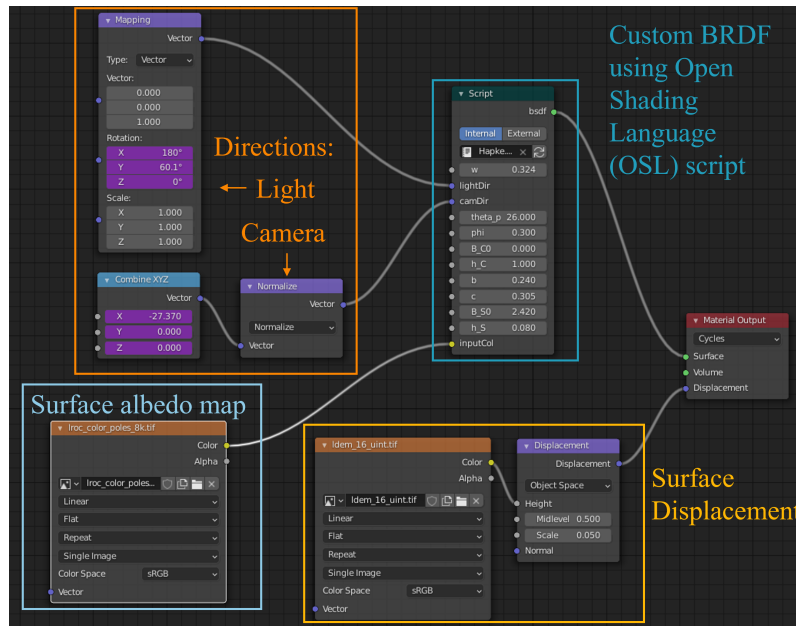 Mapping
Vector
Type: Vector
Vector:
0.000
0.000
1.000
Rotation:
X 180°
Y 60.1°
Z 0°
Scale:
X 1.000
Y 1.000
Z 1.000
Directions:
Light
Camera
Combine XYZ
Vector
X -27.370
Y 0.000
Z 0.000
Normalize
Vector
Normalize
Vector
Script
bsdf
Internal External
Hapke....
w 0.324
lightDir
camDir
theta_p 26.000
phi 0.300
B_C0 0.000
h_C 1.000
b 0.240
c 0.305
B_S0 2.420
h_S 0.080
inputCol
Custom BRDF
using Open
Shading
Language
(OSL) script
Material Output
Cycles
Surface
Volume
Displacement
Surface albedo map
lroc_color_poles_8k.tif
Color
Alpha
lroc_color_poles...
Linear
Flat
Repeat
Single Image
Color Space sRGB
Vector
ldem_16_uint.tif
Color
Alpha
ldem_16_uint.tif
Linear
Flat
Repeat
Single Image
Color Space sRGB
Vector
Displacement
Displacement
Object Space
Height
Midlevel 0.500
Scale 0.050
Normal
Surface
Displacement